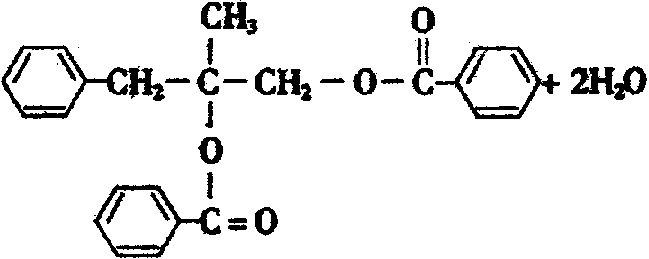 CH₃
O
CH₂–C–CH₂–O–C + 2H₂O
O
C=O